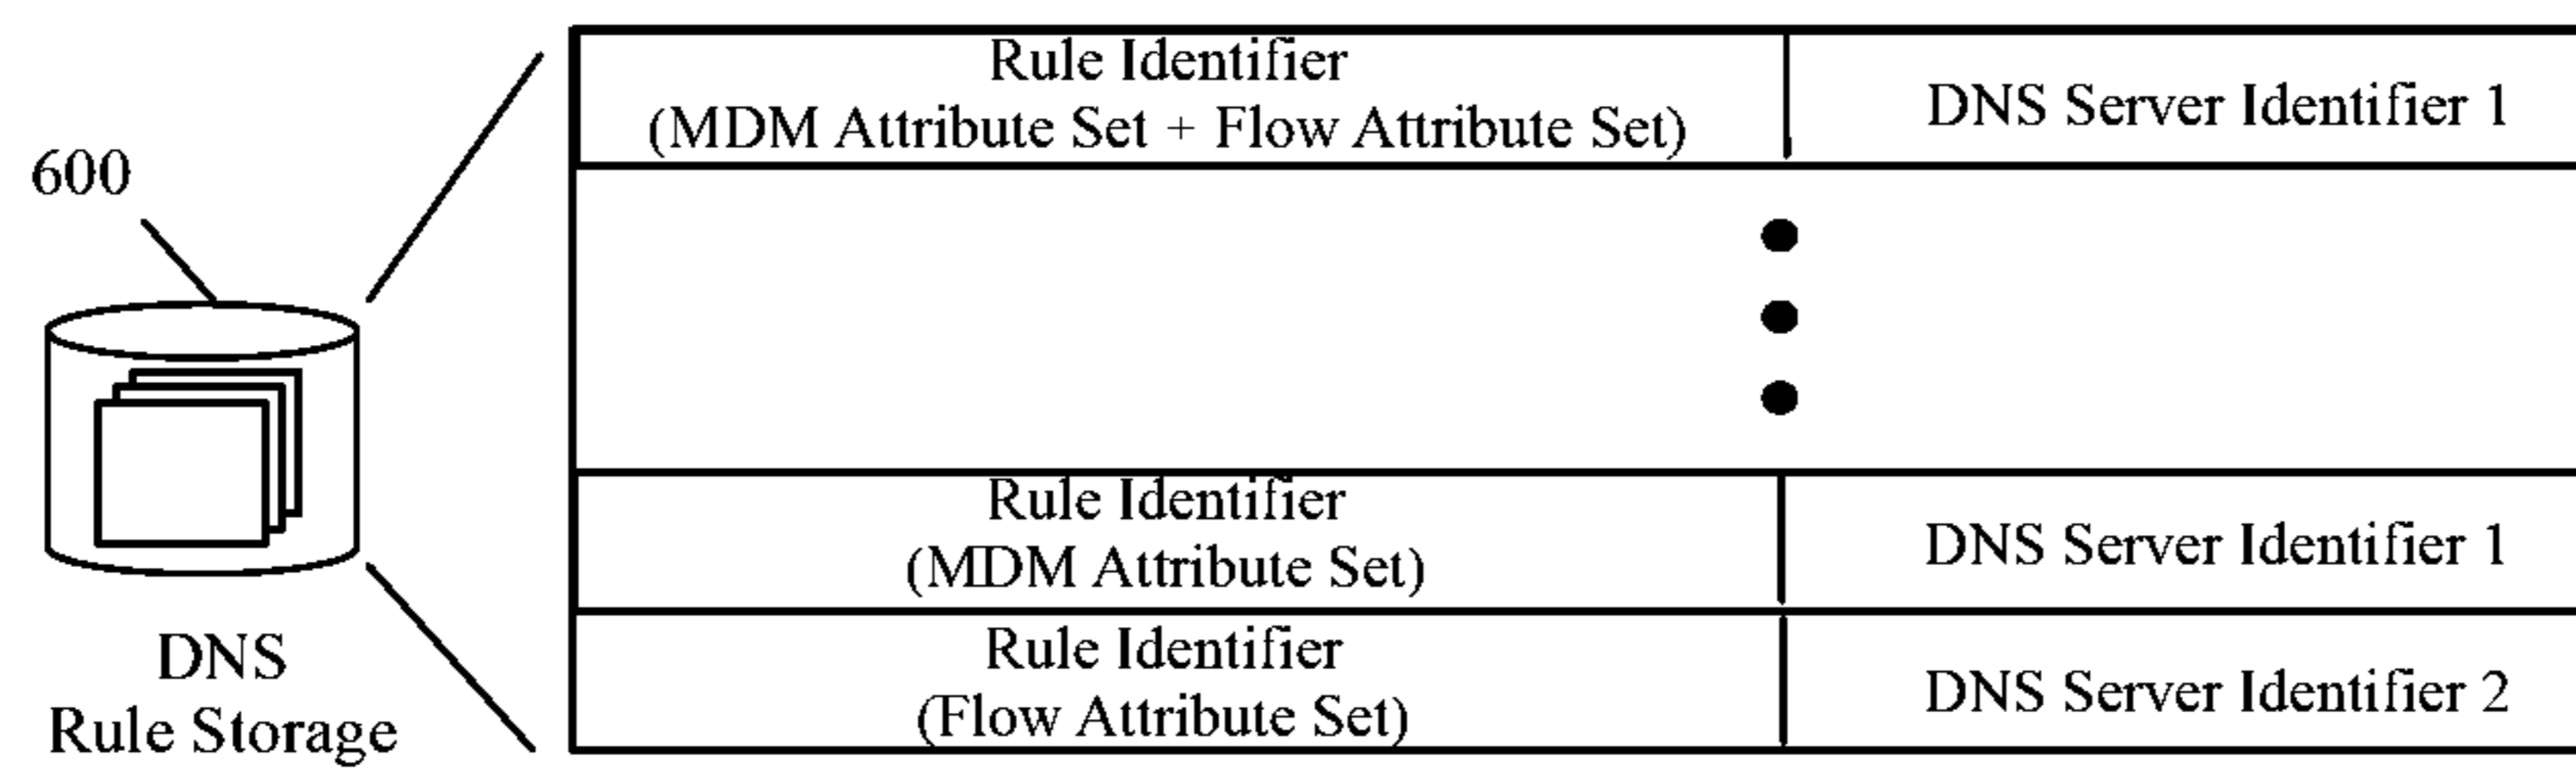 600
DNS
Rule Storage
Rule Identifier
(MDM Attribute Set + Flow Attribute Set)
DNS Server Identifier 1
Rule Identifier
(MDM Attribute Set)
DNS Server Identifier 1
Rule Identifier
(Flow Attribute Set)
DNS Server Identifier 2